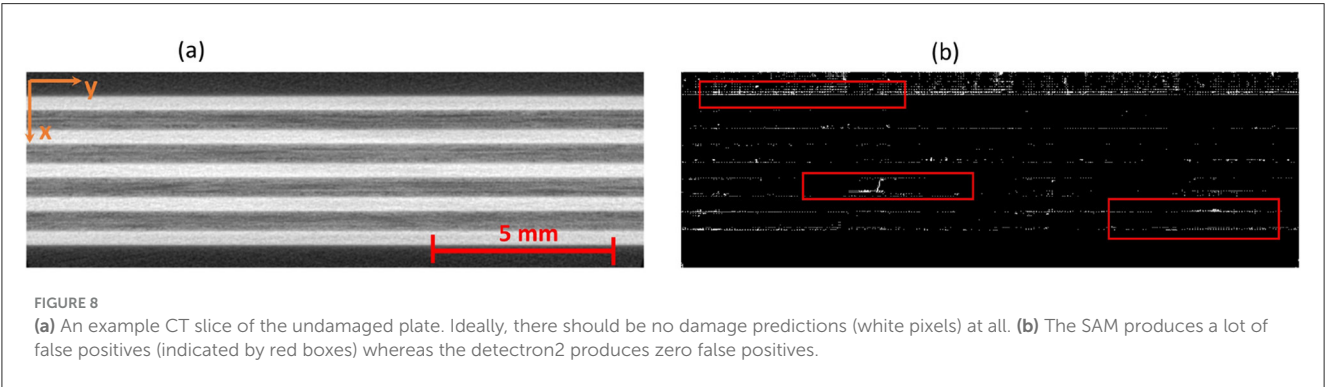 (a)
(b)
y
x
5 mm
FIGURE 8
(a) An example CT slice of the undamaged plate. Ideally, there should be no damage predictions (white pixels) at all. (b) The SAM produces a lot of
false positives (indicated by red boxes) whereas the detectron2 produces zero false positives.